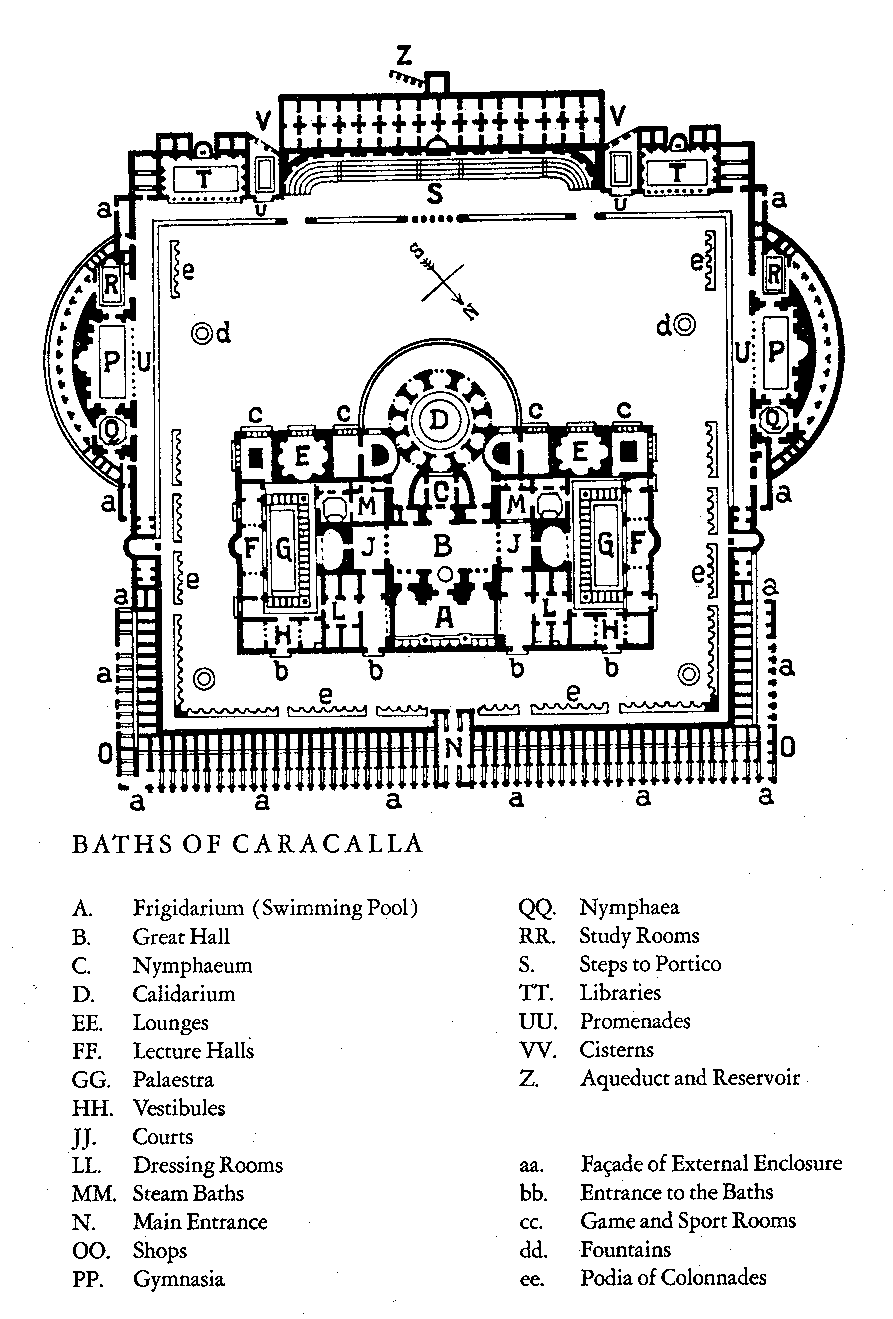 Z
V V
T T
U U
S
a a
R R
e e
S N
d d
P U U P
D
c c c c
Q Q
E E
C
a M M a
F G J B J G F
e e
a L A L a
H H
a b b b b a
e e
O N O
a a a a a a
BATHS OF CARACALLA
A. Frigidarium (Swimming Pool)
B. Great Hall
C. Nymphaeum
D. Calidarium
EE. Lounges
FF. Lecture Halls
GG. Palaestra
HH. Vestibules
JJ. Courts
LL. Dressing Rooms
MM. Steam Baths
N. Main Entrance
OO. Shops
PP. Gymnasia
QQ. Nymphaea
RR. Study Rooms
S. Steps to Portico
TT. Libraries
UU. Promenades
VV. Cisterns
Z. Aqueduct and Reservoir
aa. Façade of External Enclosure
bb. Entrance to the Baths
cc. Game and Sport Rooms
dd. Fountains
ee. Podia of Colonnades